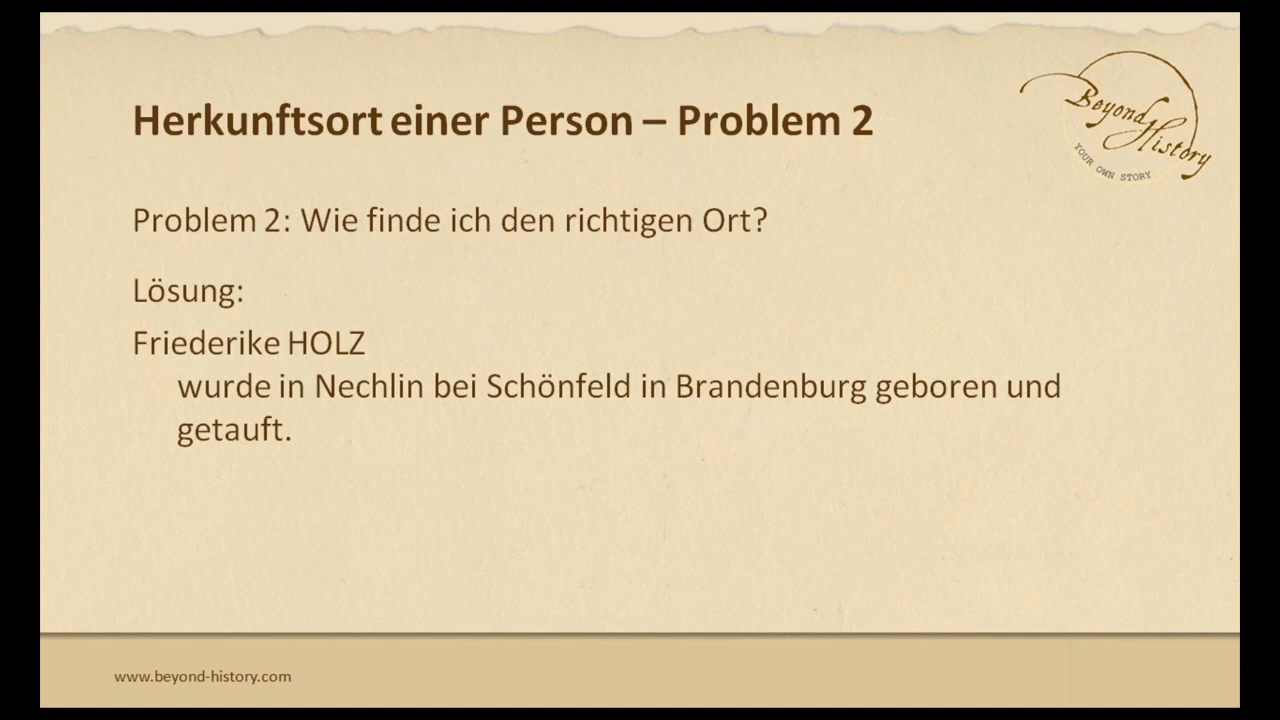 Herkunftsort einer Person – Problem 2
Beyond
History
YOUR OWN STORY
Problem 2: Wie finde ich den richtigen Ort?
Lösung:
Friederike HOLZ
wurde in Nechlin bei Schönfeld in Brandenburg geboren und
getauft.
www.beyond-history.com